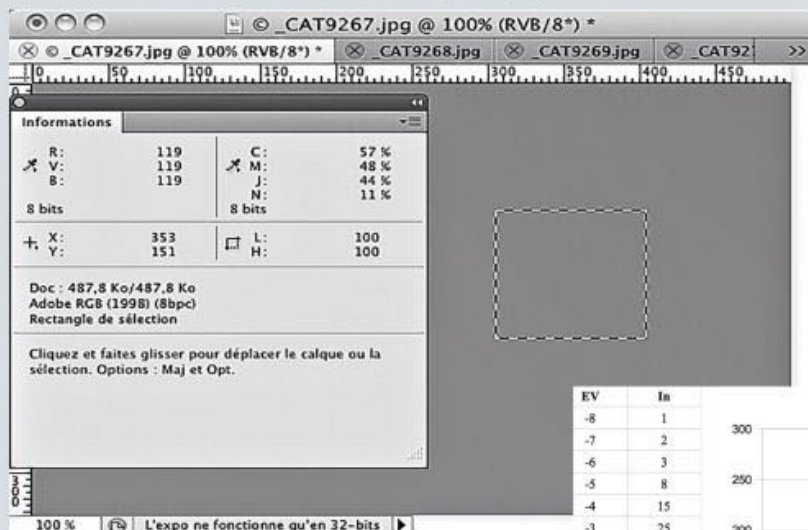 © _CAT9267.jpg @ 100% (RVB/8*) *
© _CAT9267.jpg @ 100% (RVB/8*) * _CAT9268.jpg _CAT9269.jpg _CAT92 >>
0 50 100 150 200 250 300 350 400 450
Informations
R: 119 C: 57 %
V: 119 M: 48 %
B: 119 J: 44 %
N: 11 %
8 bits 8 bits
X: 353 L: 100
Y: 151 H: 100
Doc : 487,8 Ko/487,8 Ko
Adobe RGB (1998) (8bpc)
Rectangle de sélection
Cliquez et faites glisser pour déplacer le calque ou la
sélection. Options : Maj et Opt.
EV In
-8 1
-7 2
300
-6 3
-5 8
250
-4 15
-3 25
200
100 % L'expo ne fonctionne qu'en 32-bits